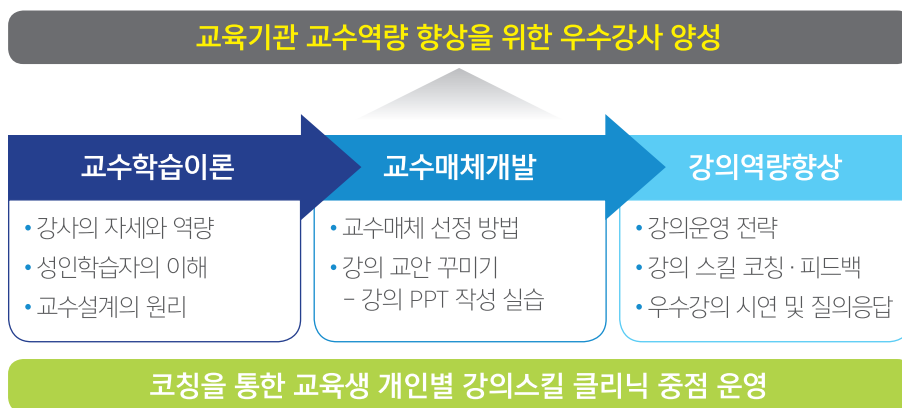 교육기관 교수역량 향상을 위한 우수강사 양성
교수학습이론
• 강사의 자세와 역량
• 성인학습자의 이해
• 교수설계의 원리
교수매체개발
• 교수매체 선정 방법
• 강의 교안 꾸미기
– 강의 PPT 작성 실습
강의역량향상
• 강의운영 전략
• 강의 스킬 코칭 · 피드백
• 우수강의 시연 및 질의응답
코칭을 통한 교육생 개인별 강의스킬 클리닉 중점 운영